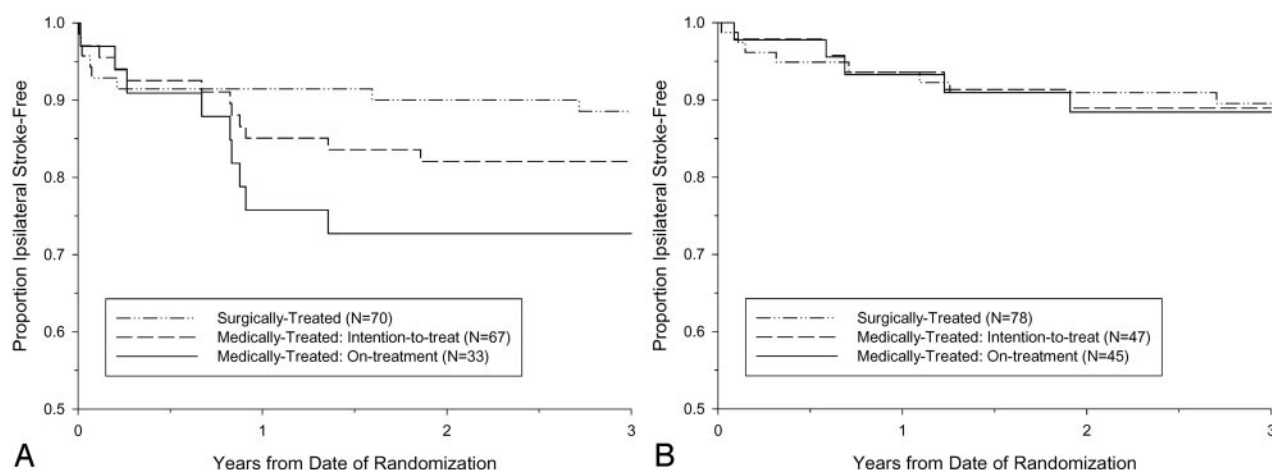 1.0
0.9
0.8
0.7
0.6
0.5
Proportion Ipsilateral Stroke-Free
Surgically-Treated (N=70)
Medically-Treated: Intention-to-treat (N=67)
Medically-Treated: On-treatment (N=33)
0 1 2 3
A
Years from Date of Randomization
1.0
0.9
0.8
0.7
0.6
0.5
Proportion Ipsilateral Stroke-Free
Surgically-Treated (N=78)
Medically-Treated: Intention-to-treat (N=47)
Medically-Treated: On-treatment (N=45)
0 1 2 3
B
Years from Date of Randomization